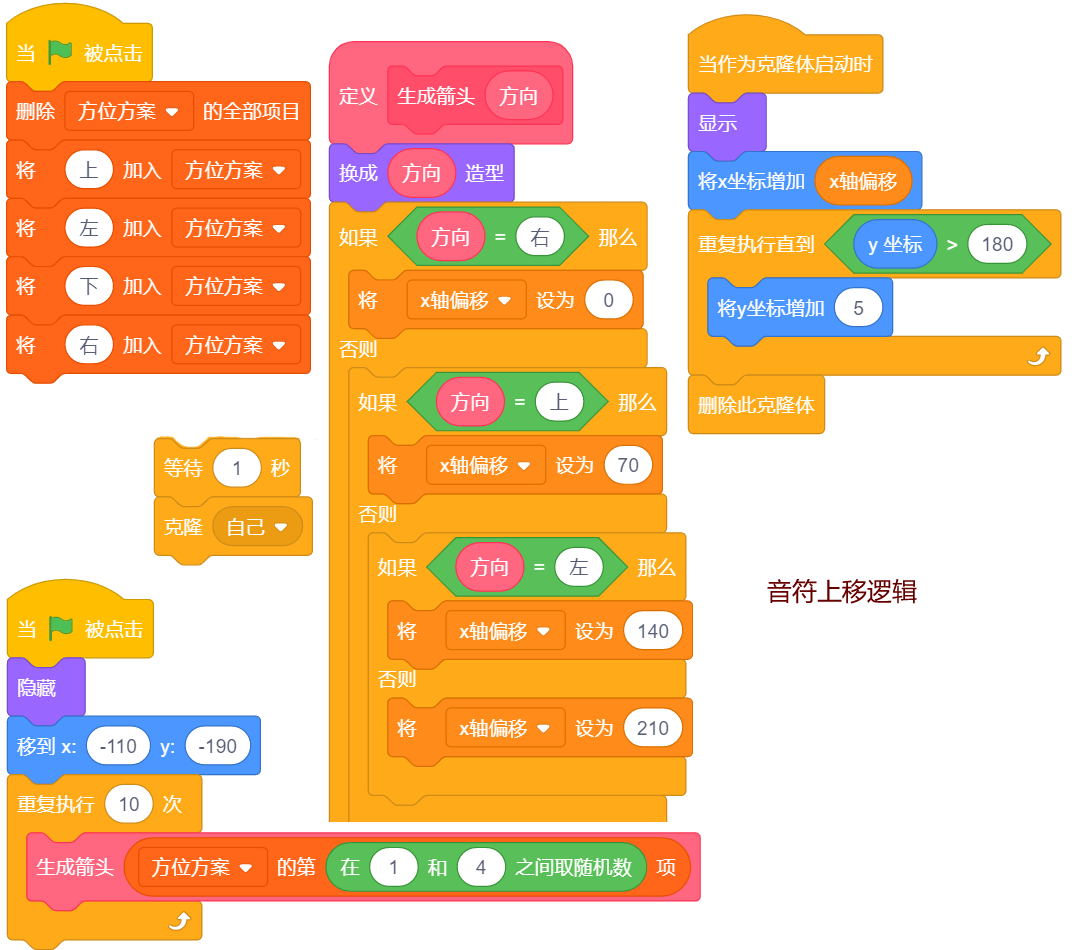 当 被点击
删除 方位方案 的全部项目
将 上 加入 方位方案
将 左 加入 方位方案
将 下 加入 方位方案
将 右 加入 方位方案
等待 1 秒
克隆 自己
当 被点击
隐藏
移到 x: -110 y: -190
重复执行 10 次
生成箭头 方位方案 的第 在 1 和 4 之间取随机数 项
定义 生成箭头 方向
换成 方向 造型
如果 方向 = 右 那么
将 x轴偏移 设为 0
否则
如果 方向 = 上 那么
将 x轴偏移 设为 70
否则
如果 方向 = 左 那么
将 x轴偏移 设为 140
否则
将 x轴偏移 设为 210
当作为克隆体启动时
显示
将x坐标增加 x轴偏移
重复执行直到 y 坐标 > 180
将y坐标增加 5
删除此克隆体
音符上移逻辑